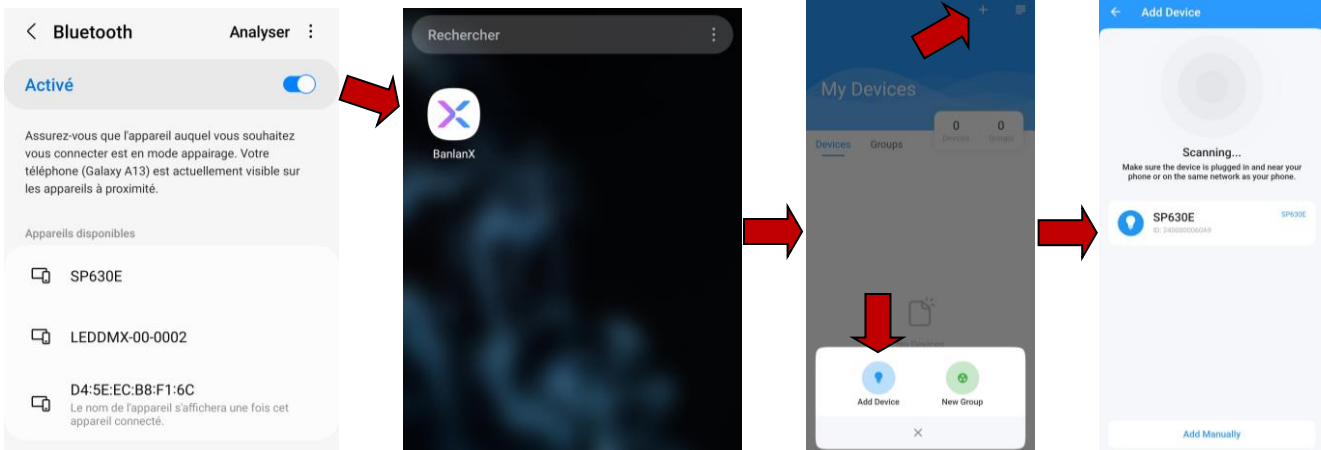 Bluetooth
Analyser
Activé
Assurez-vous que l'appareil auquel vous souhaitez
vous connecter est en mode appairage. Votre
téléphone (Galaxy A13) est actuellement visible sur
les appareils à proximité.
Appareils disponibles
SP630E
LEDDMX-00-0002
D4:5E:EC:B8:F1:6C
Le nom de l'appareil s'affichera une fois cet
appareil connecté.
Rechercher
BanlanX
My Devices
0 0
Devices Groups
Devices Groups
Devices
Add Device New Group
Add Device
Scanning...
Make sure the device is plugged in and near your
phone or on the same network as your phone.
SP630E SP630E
Add Manually